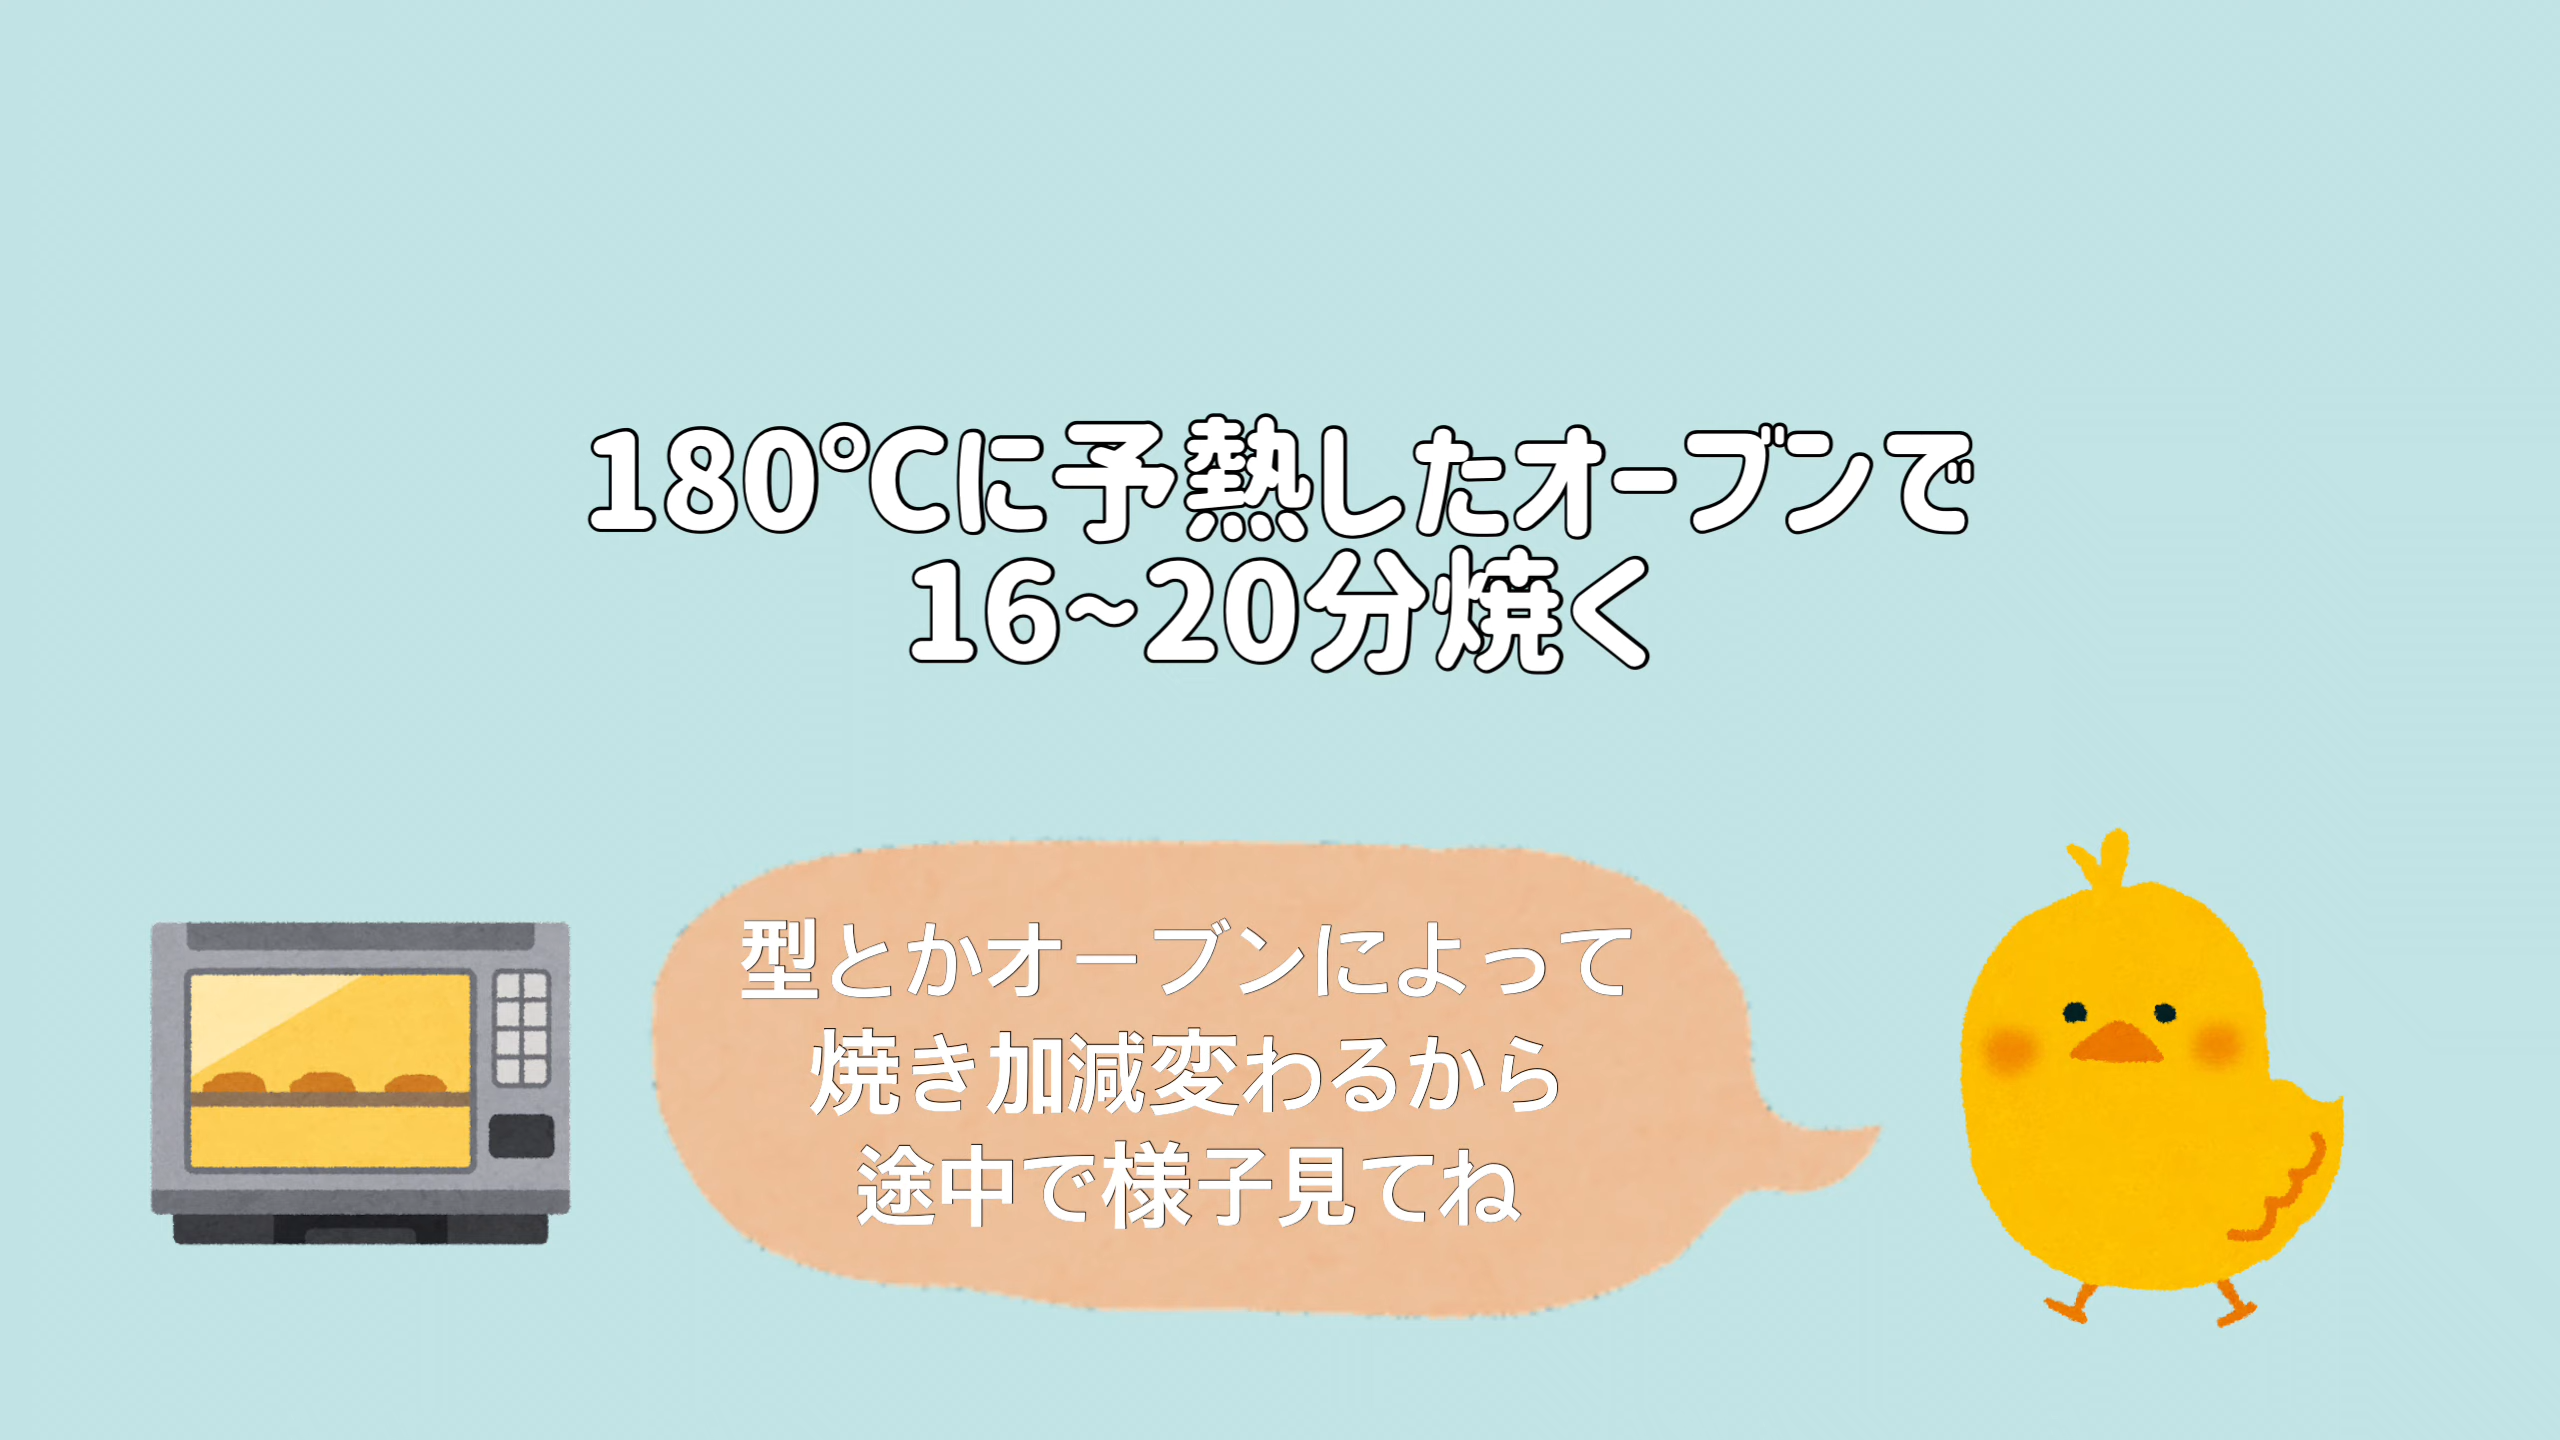 180℃に予熱したオーブンで
16~20分焼く
型とかオーブンによって
焼き加減変わるから
途中で様子見てね